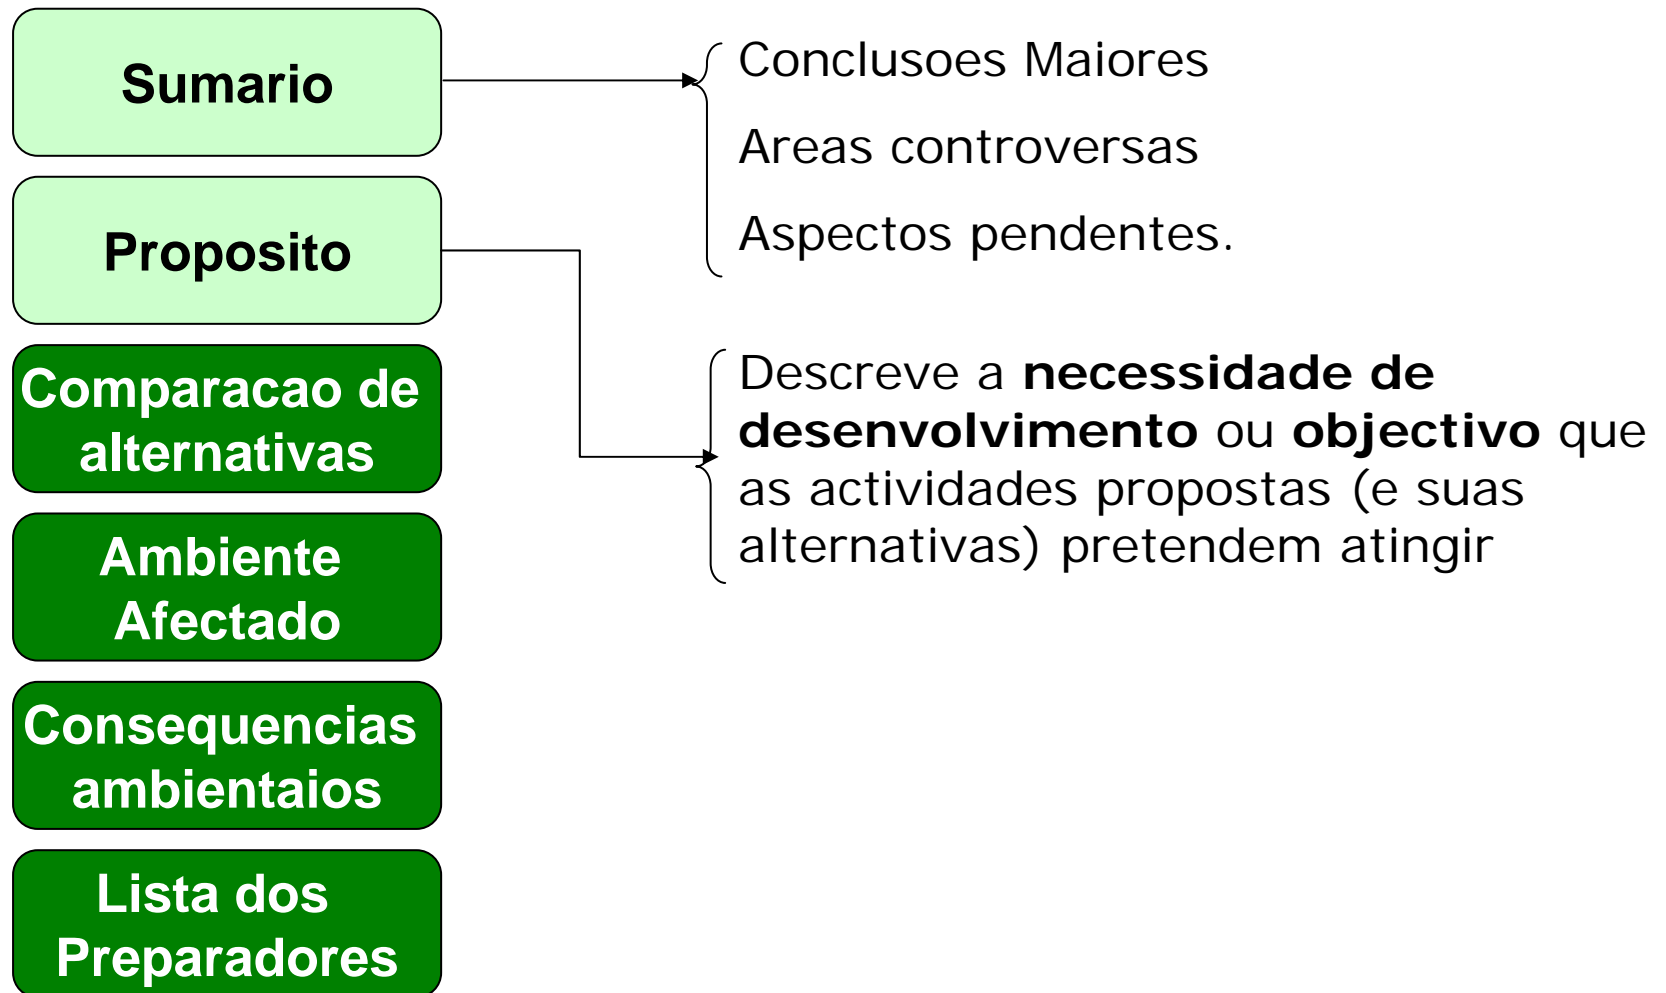 Sumario
Conclusoes Maiores
Areas controversas
Aspectos pendentes.
Proposito
Descreve a necessidade de
desenvolvimento ou objectivo que
as actividades propostas (e suas
alternativas) pretendem atingir
Comparacao de
alternativas
Ambiente
Afectado
Consequencias
ambientaios
Lista dos
Preparadores